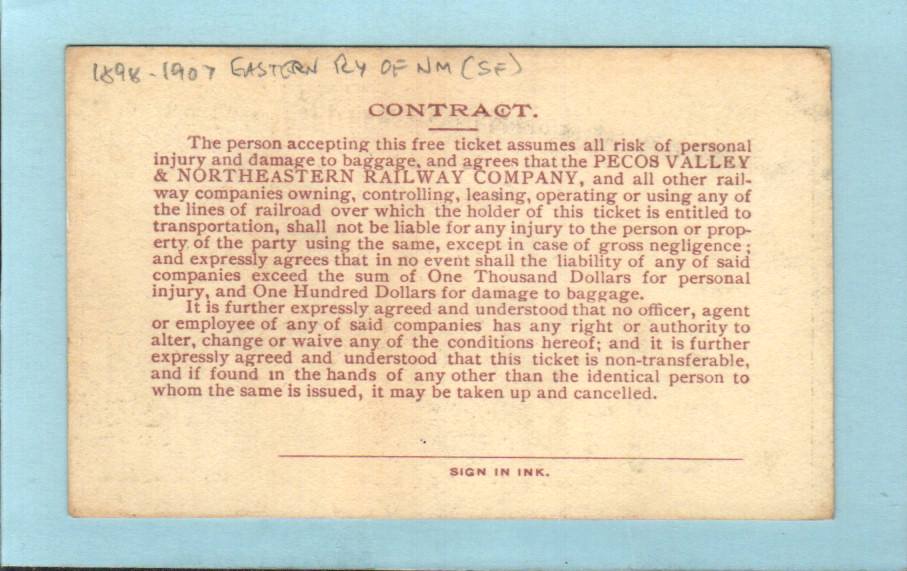 1898-1907 EASTERN RY OF NM (SF)
CONTRACT.
The person accepting this free ticket assumes all risk of personal
injury and damage to baggage, and agrees that the PECOS VALLEY
& NORTHEASTERN RAILWAY COMPANY, and all other rail-
way companies owning, controlling, leasing, operating or using any of
the lines of railroad over which the holder of this ticket is entitled to
transportation, shall not be liable for any injury to the person or prop-
erty of the party using the same, except in case of gross negligence;
and expressly agrees that in no event shall the liability of any of said
companies exceed the sum of One Thousand Dollars for personal
injury, and One Hundred Dollars for damage to baggage.
It is further expressly agreed and understood that no officer, agent
or employee of any of said companies has any right or authority to
alter, change or waive any of the conditions hereof; and it is further
expressly agreed and understood that this ticket is non-transferable,
and if found in the hands of any other than the identical person to
whom the same is issued, it may be taken up and cancelled.
SIGN IN INK.